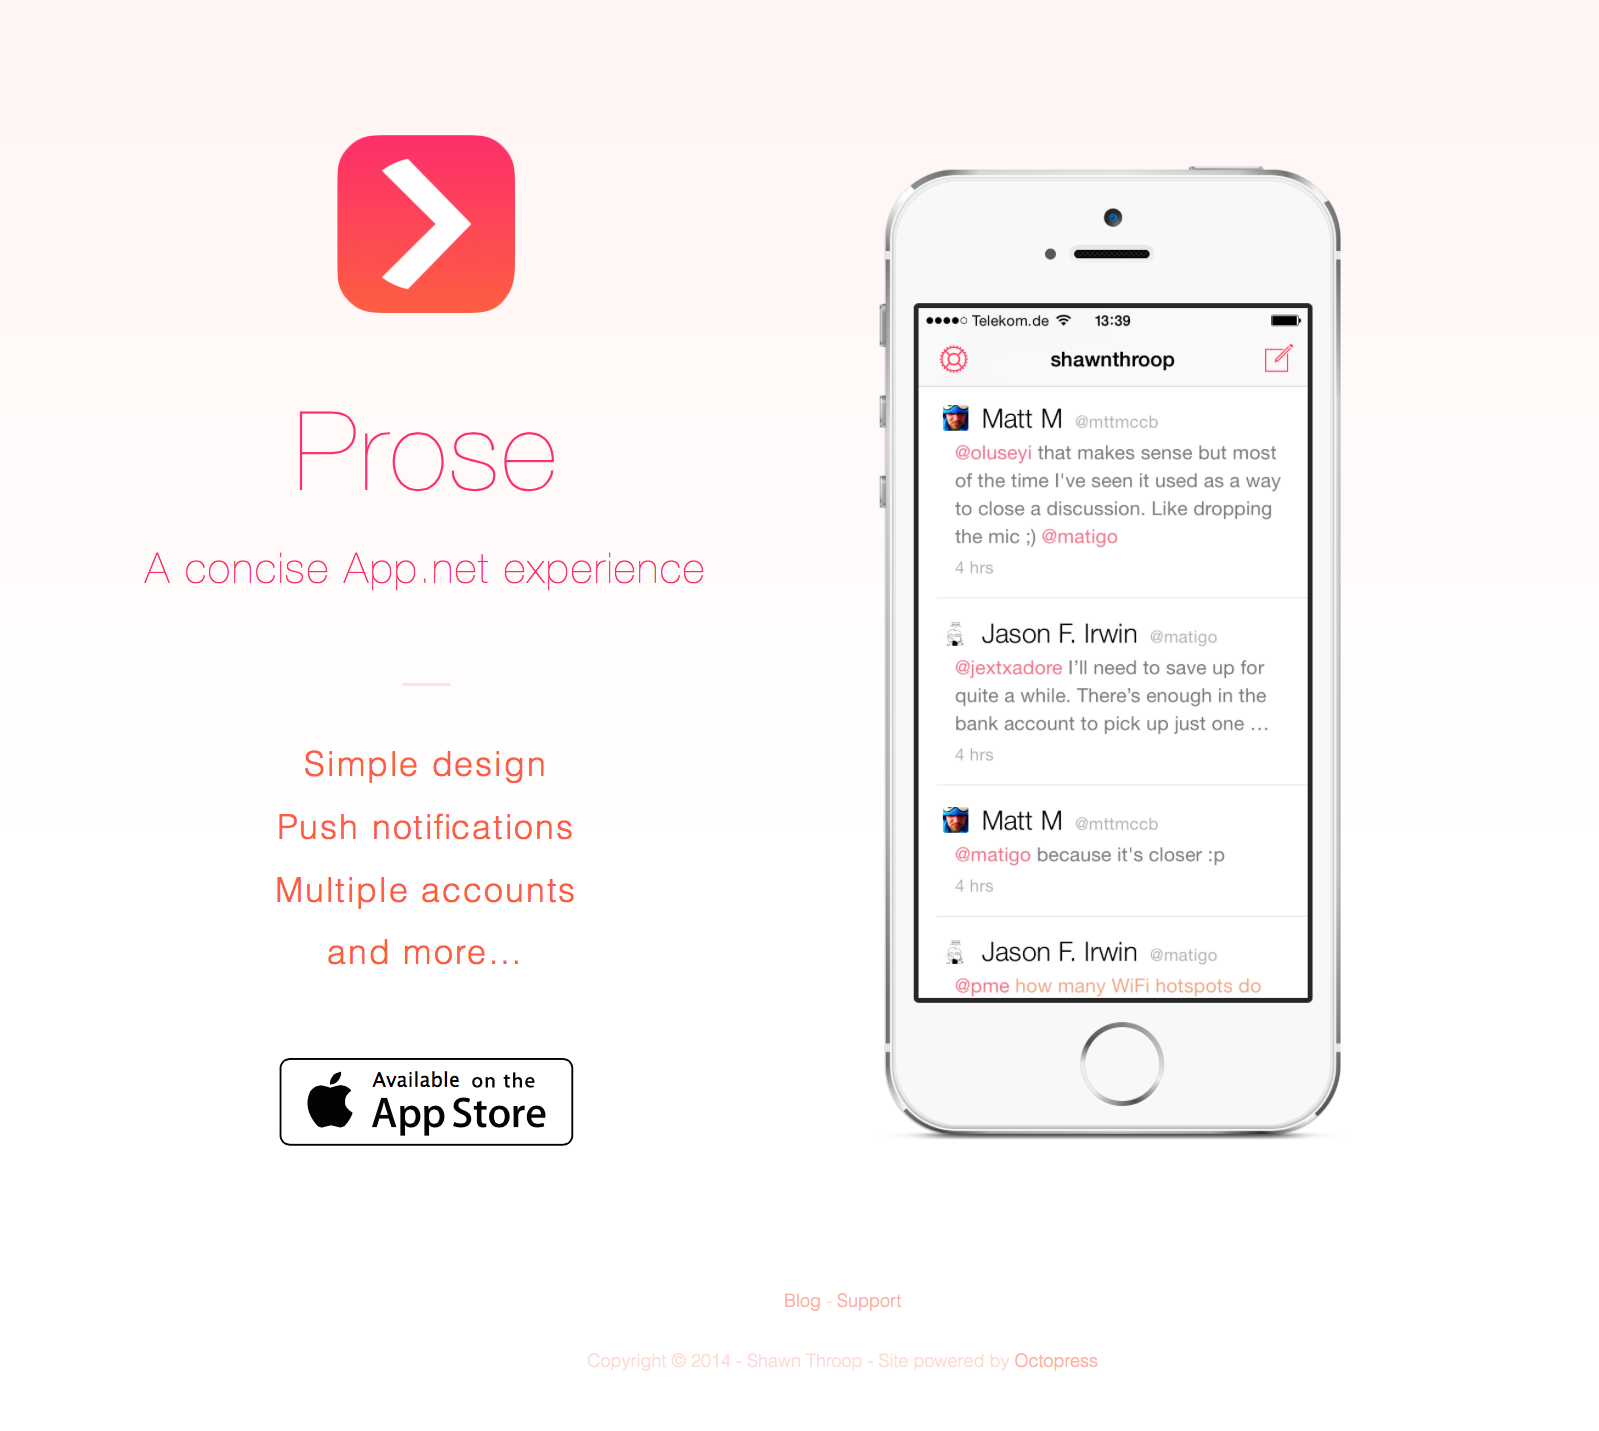 Prose
A concise App.net experience
Simple design
Push notifications
Multiple accounts
and more...
Available on the
App Store
Telekom.de 13:39
shawnthroop
Matt M @mttmccb
@oluseyi that makes sense but most
of the time I've seen it used as a way
to close a discussion. Like dropping
the mic ;) @matigo
4 hrs
Jason F. Irwin @matigo
@jextxadore I’ll need to save up for
quite a while. There’s enough in the
bank account to pick up just one …
4 hrs
Matt M @mttmccb
@matigo because it's closer :p
4 hrs
Jason F. Irwin @matigo
@pme how many WiFi hotspots do
Blog - Support
Copyright © 2014 - Shawn Throop - Site powered by Octopress